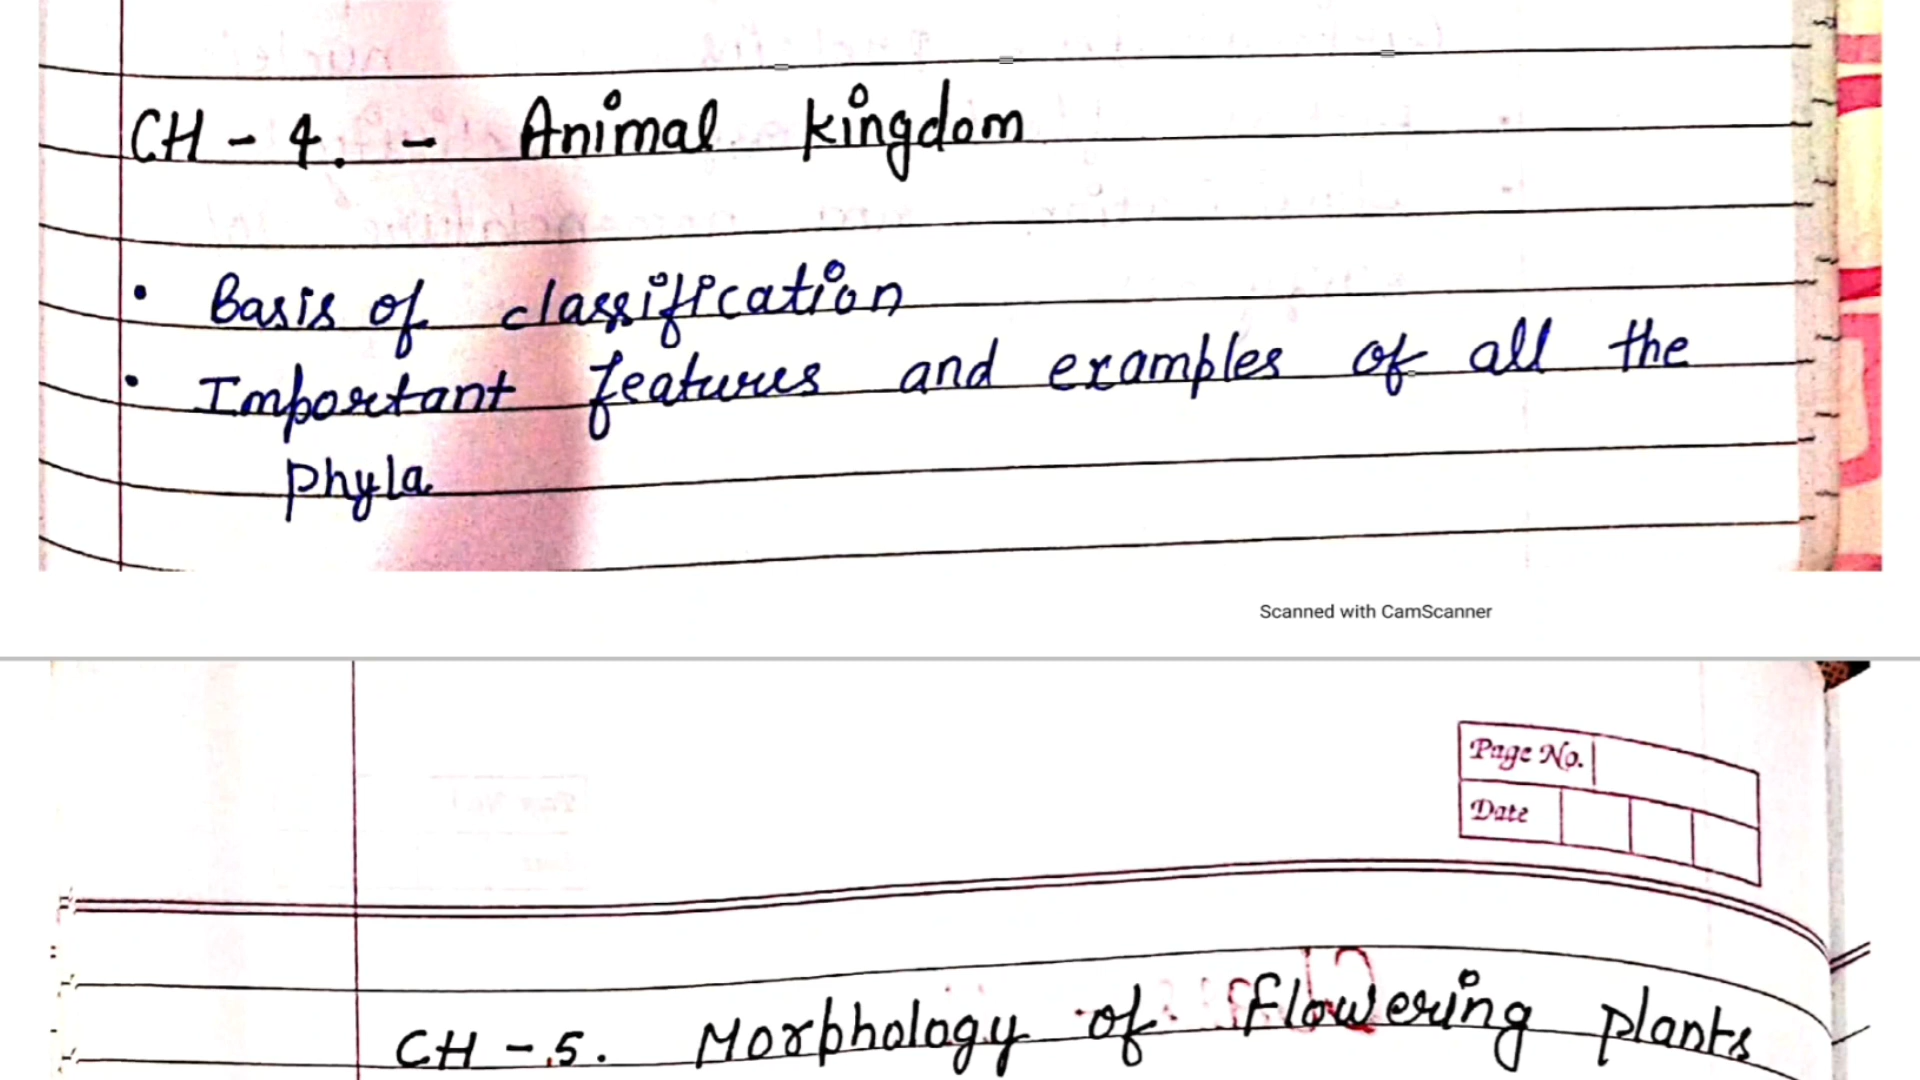 CH - 4. - Animal kingdom
• Basis of classification
• Important features and examples of all the
phyla
Scanned with CamScanner
Page No.
Date
CH - 5. Morphology of flowering plants